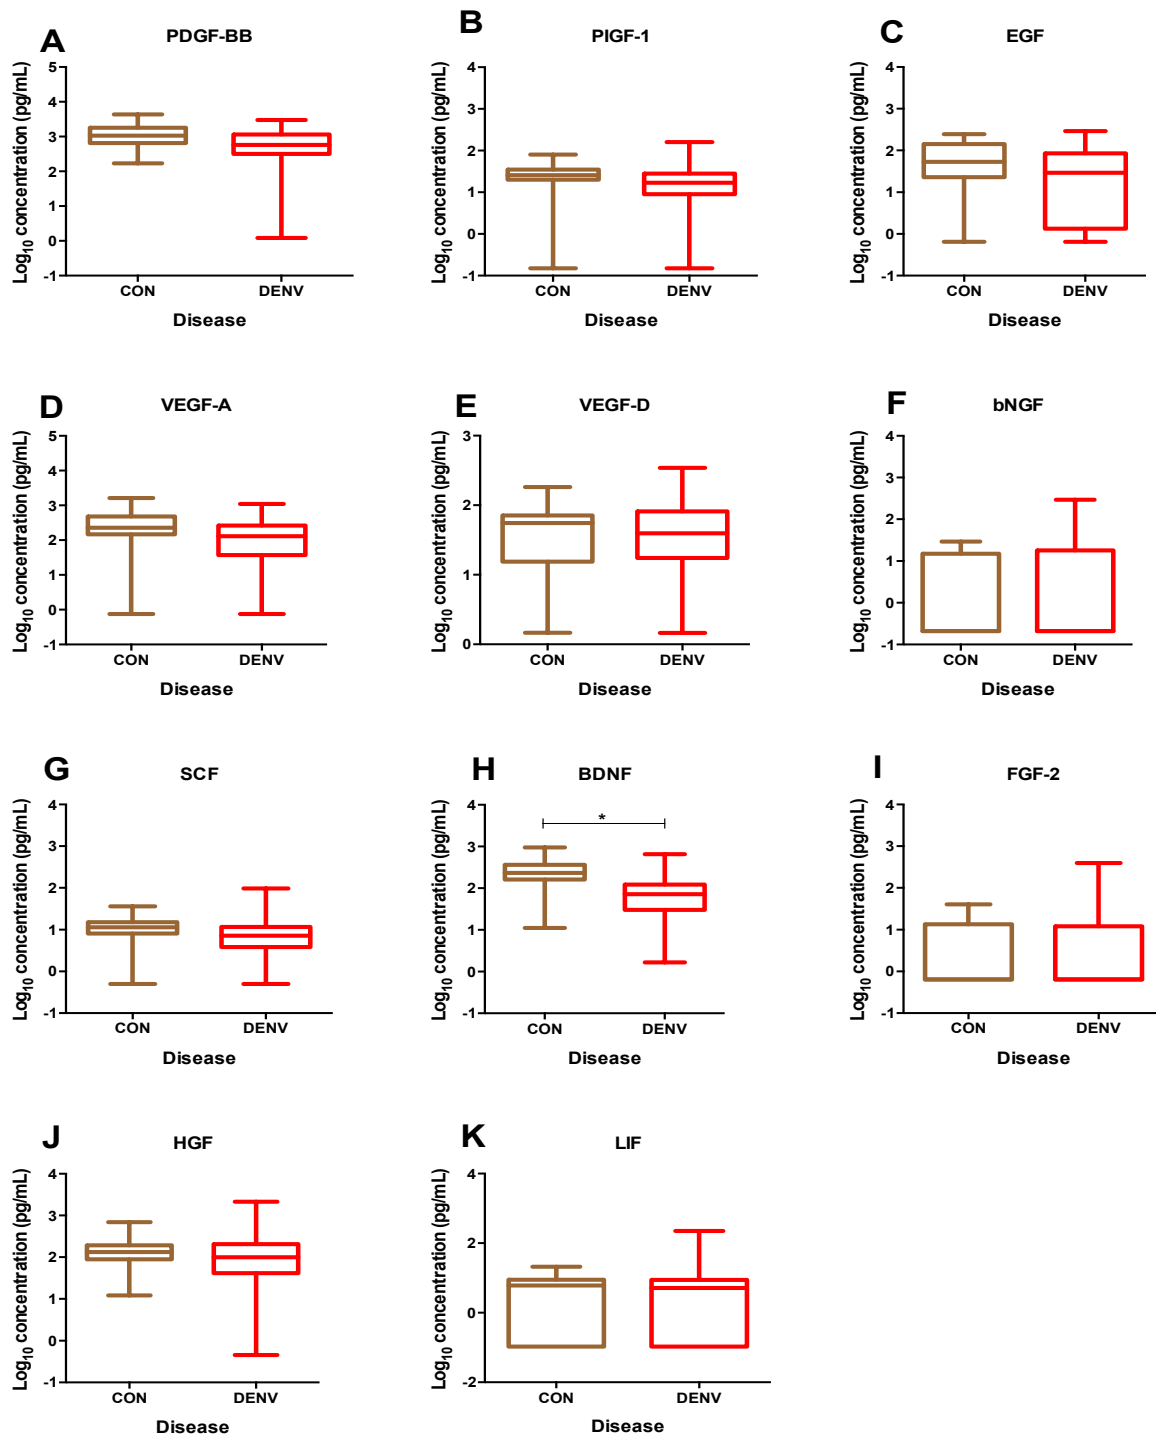 A
PDGF-BB
Log10 concentration (pg/mL)
5
4
3
2
1
0
-1
CON
DENV
Disease
B
PIGF-1
Log10 concentration (pg/mL)
4
3
2
1
0
-1
CON
DENV
Disease
C
EGF
Log10 concentration (pg/mL)
4
3
2
1
0
-1
CON
DENV
Disease
D
VEGF-A
Log10 concentration (pg/mL)
5
4
3
2
1
0
-1
CON
DENV
Disease
E
VEGF-D
Log10 concentration (pg/mL)
3
2
1
0
CON
DENV
Disease
F
bNGF
Log10 concentration (pg/mL)
4
3
2
1
0
-1
CON
DENV
Disease
G
SCF
Log10 concentration (pg/mL)
4
3
2
1
0
-1
CON
DENV
Disease
H
BDNF
Log10 concentration (pg/mL)
4
3
2
1
0
-1
*
CON
DENV
Disease
I
FGF-2
Log10 concentration (pg/mL)
4
3
2
1
0
-1
CON
DENV
Disease
J
HGF
Log10 concentration (pg/mL)
4
3
2
1
0
-1
CON
DENV
Disease
K
LIF
Log10 concentration (pg/mL)
4
2
0
-2
CON
DENV
Disease